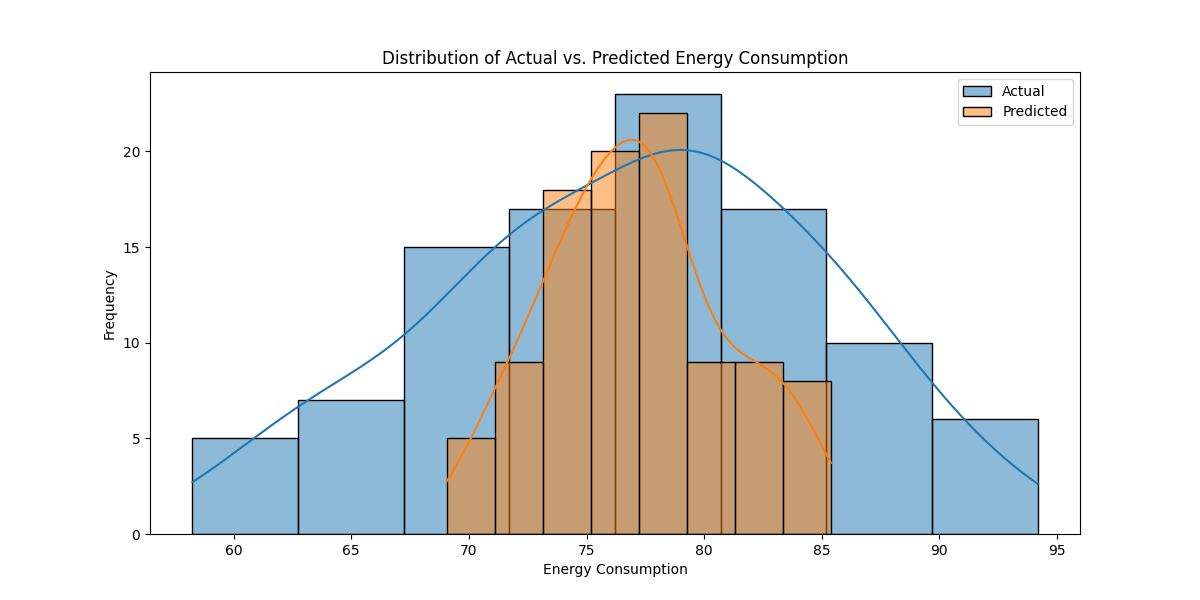 Distribution of Actual vs. Predicted Energy Consumption
Actual
Predicted
Frequency
20
15
10
5
0
60 65 70 75 80 85 90 95
Energy Consumption